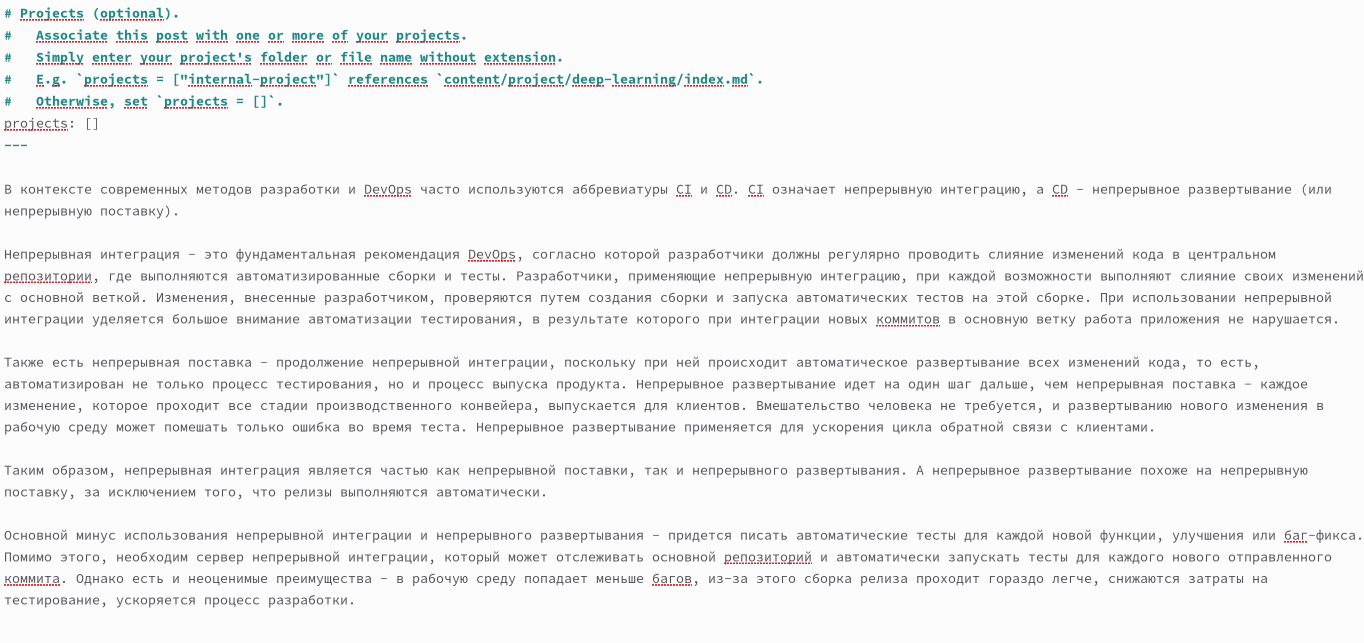 # Projects (optional).
#   Associate this post with one or more of your projects.
#   Simply enter your project's folder or file name without extension.
#   E.g. `projects = ["internal-project"]` references `content/project/deep-learning/index.md`.
#   Otherwise, set `projects = []`.
projects: []
---
В контексте современных методов разработки и DevOps часто используются аббревиатуры CI и CD. CI означает непрерывную интеграцию, а CD - непрерывное развертывание (или
непрерывную поставку).
Непрерывная интеграция - это фундаментальная рекомендация DevOps, согласно которой разработчики должны регулярно проводить слияние изменений кода в центральном
репозитории, где выполняются автоматизированные сборки и тесты. Разработчики, применяющие непрерывную интеграцию, при каждой возможности выполняют слияние своих изменений
с основной веткой. Изменения, внесенные разработчиком, проверяются путем создания сборки и запуска автоматических тестов на этой сборке. При использовании непрерывной
интеграции уделяется большое внимание автоматизации тестирования, в результате которого при интеграции новых коммитов в основную ветку работа приложения не нарушается.
Также есть непрерывная поставка - продолжение непрерывной интеграции, поскольку при ней происходит автоматическое развертывание всех изменений кода, то есть,
автоматизирован не только процесс тестирования, но и процесс выпуска продукта. Непрерывное развертывание идет на один шаг дальше, чем непрерывная поставка - каждое
изменение, которое проходит все стадии производственного конвейера, выпускается для клиентов. Вмешательство человека не требуется, и развертыванию нового изменения в
рабочую среду может помешать только ошибка во время теста. Непрерывное развертывание применяется для ускорения цикла обратной связи с клиентами.
Таким образом, непрерывная интеграция является частью как непрерывной поставки, так и непрерывного развертывания. А непрерывное развертывание похоже на непрерывную
поставку, за исключением того, что релизы выполняются автоматически.
Основной минус использования непрерывной интеграции и непрерывного развертывания - придется писать автоматические тесты для каждой новой функции, улучшения или баг-фикса.
Помимо этого, необходим сервер непрерывной интеграции, который может отслеживать основной репозиторий и автоматически запускать тесты для каждого нового отправленного
коммита. Однако есть и неоценимые преимущества - в рабочую среду попадает меньше багов, из-за этого сборка релиза проходит гораздо легче, снижаются затраты на
тестирование, ускоряется процесс разработки.